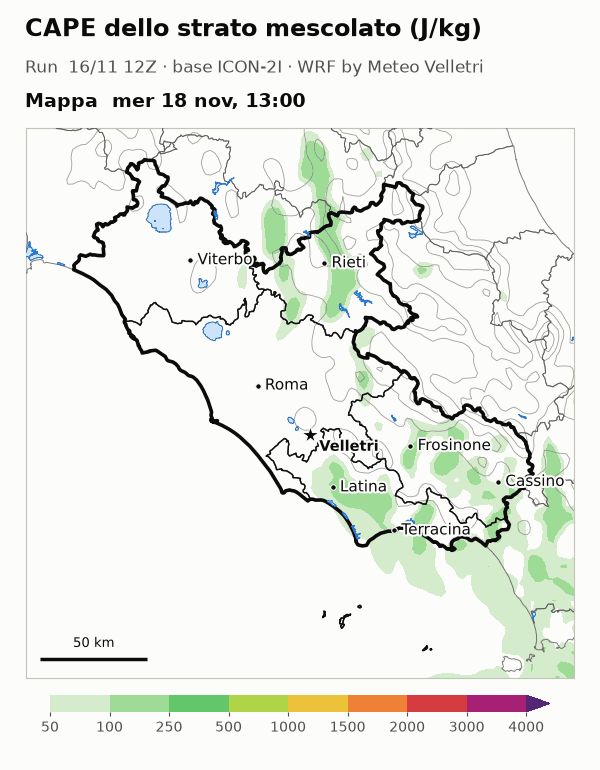 CAPE dello strato mescolato (J/kg)
Run 16/11 12Z · base ICON-2I · WRF by Meteo Velletri
Mappa mer 18 nov, 13:00
Viterbo
Rieti
Roma
Velletri
Frosinone
Latina
Cassino
Terracina
50 km
50 100 250 500 1000 1500 2000 3000 4000